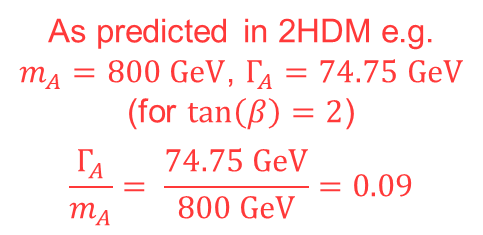 As predicted in 2HDM e.g.
m_A = 800 GeV, Γ_A = 74.75 GeV
(for tan(β) = 2)
Γ_A/m_A = 74.75 GeV/800 GeV = 0.09